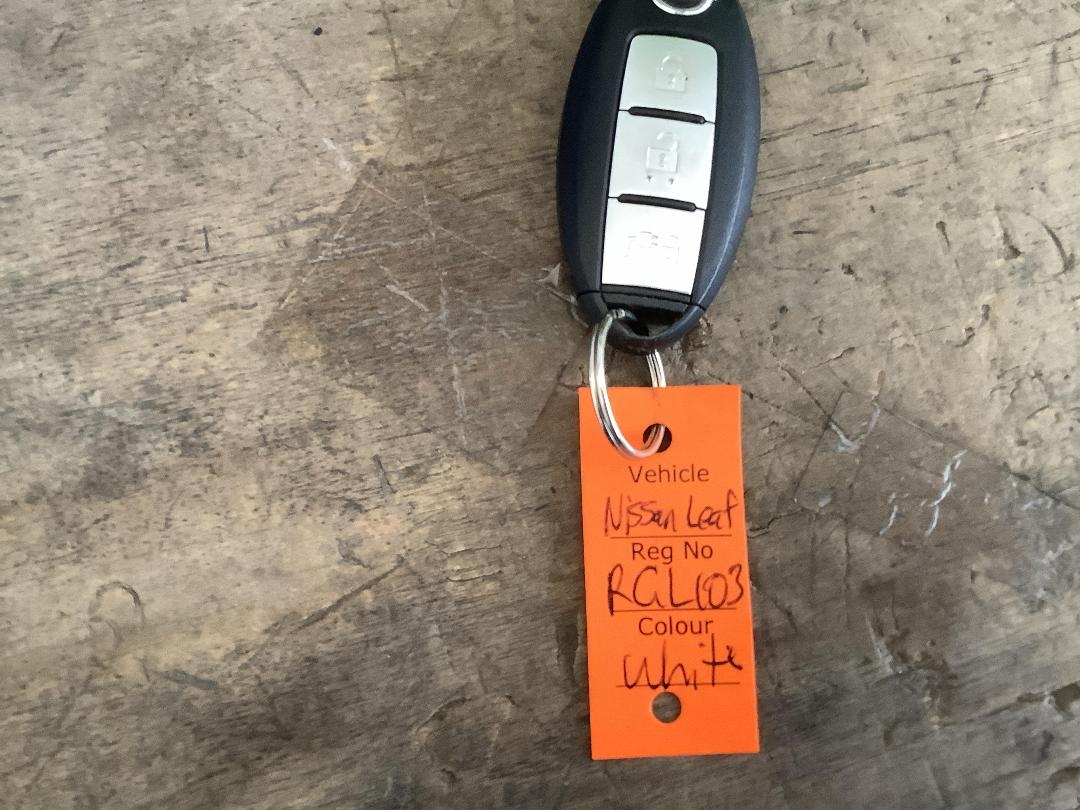 Vehicle
Nissan Leaf
Reg No
RGL103
Colour
White